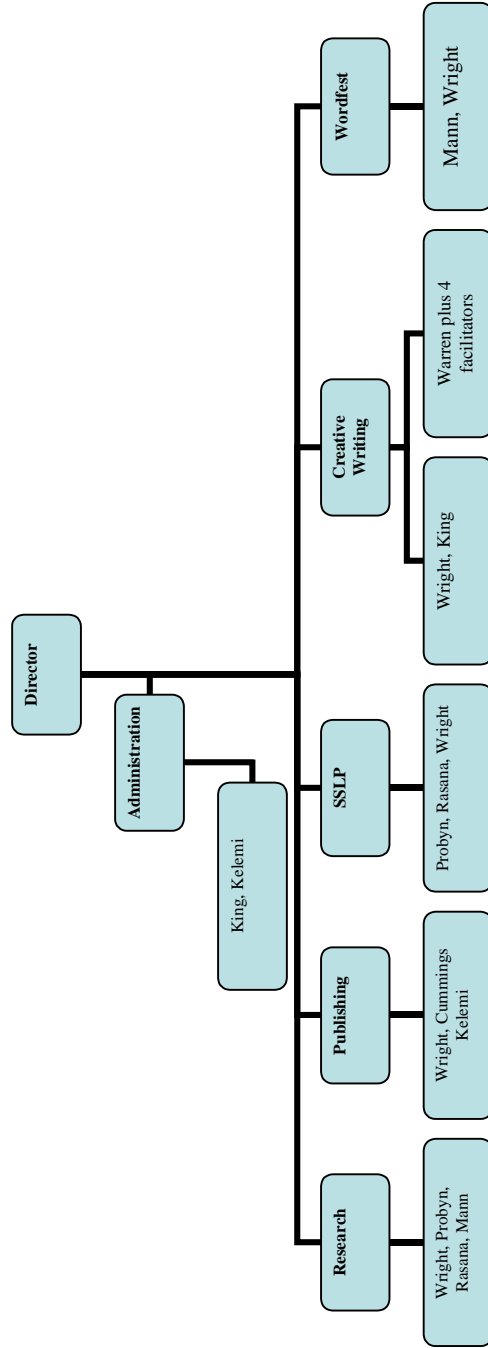 Director
Administration
King, Kelemi
Research
Publishing
SSLP
Creative
Writing
Wordfest
Wright, Probyn,
Rasana, Mann
Wright, Cummings
Kelemi
Probyn, Rasana, Wright
Wright, King
Warren plus 4
facilitators
Mann, Wright